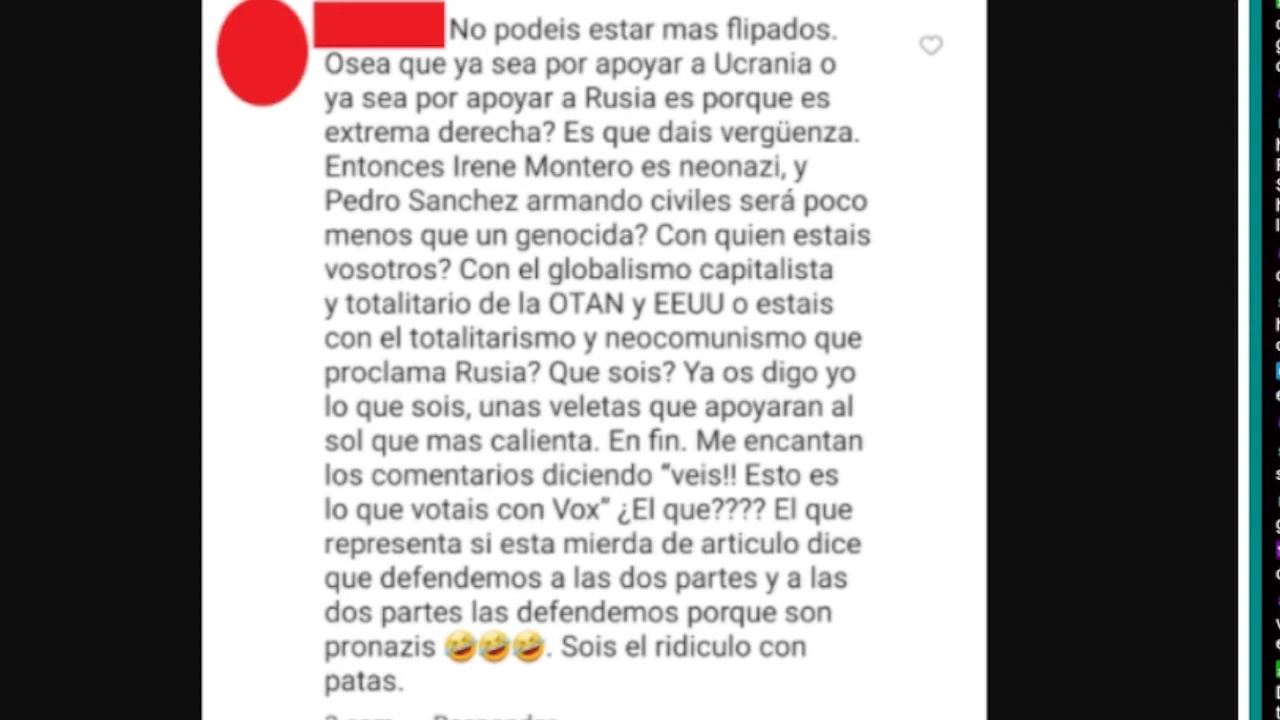 No podeis estar mas flipados.
Osea que ya sea por apoyar a Ucrania o
ya sea por apoyar a Rusia es porque es
extrema derecha? Es que dais vergüenza.
Entonces Irene Montero es neonazi, y
Pedro Sanchez armando civiles será poco
menos que un genocida? Con quien estais
vosotros? Con el globalismo capitalista
y totalitario de la OTAN y EEUU o estais
con el totalitarismo y neocomunismo que
proclama Rusia? Que sois? Ya os digo yo
lo que sois, unas veletas que apoyaran al
sol que mas calienta. En fin. Me encantan
los comentarios diciendo “veis!! Esto es
lo que votais con Vox” ¿El que???? El que
representa si esta mierda de articulo dice
que defendemos a las dos partes y a las
dos partes las defendemos porque son
pronazis 🤣🤣🤣. Sois el ridiculo con
patas.